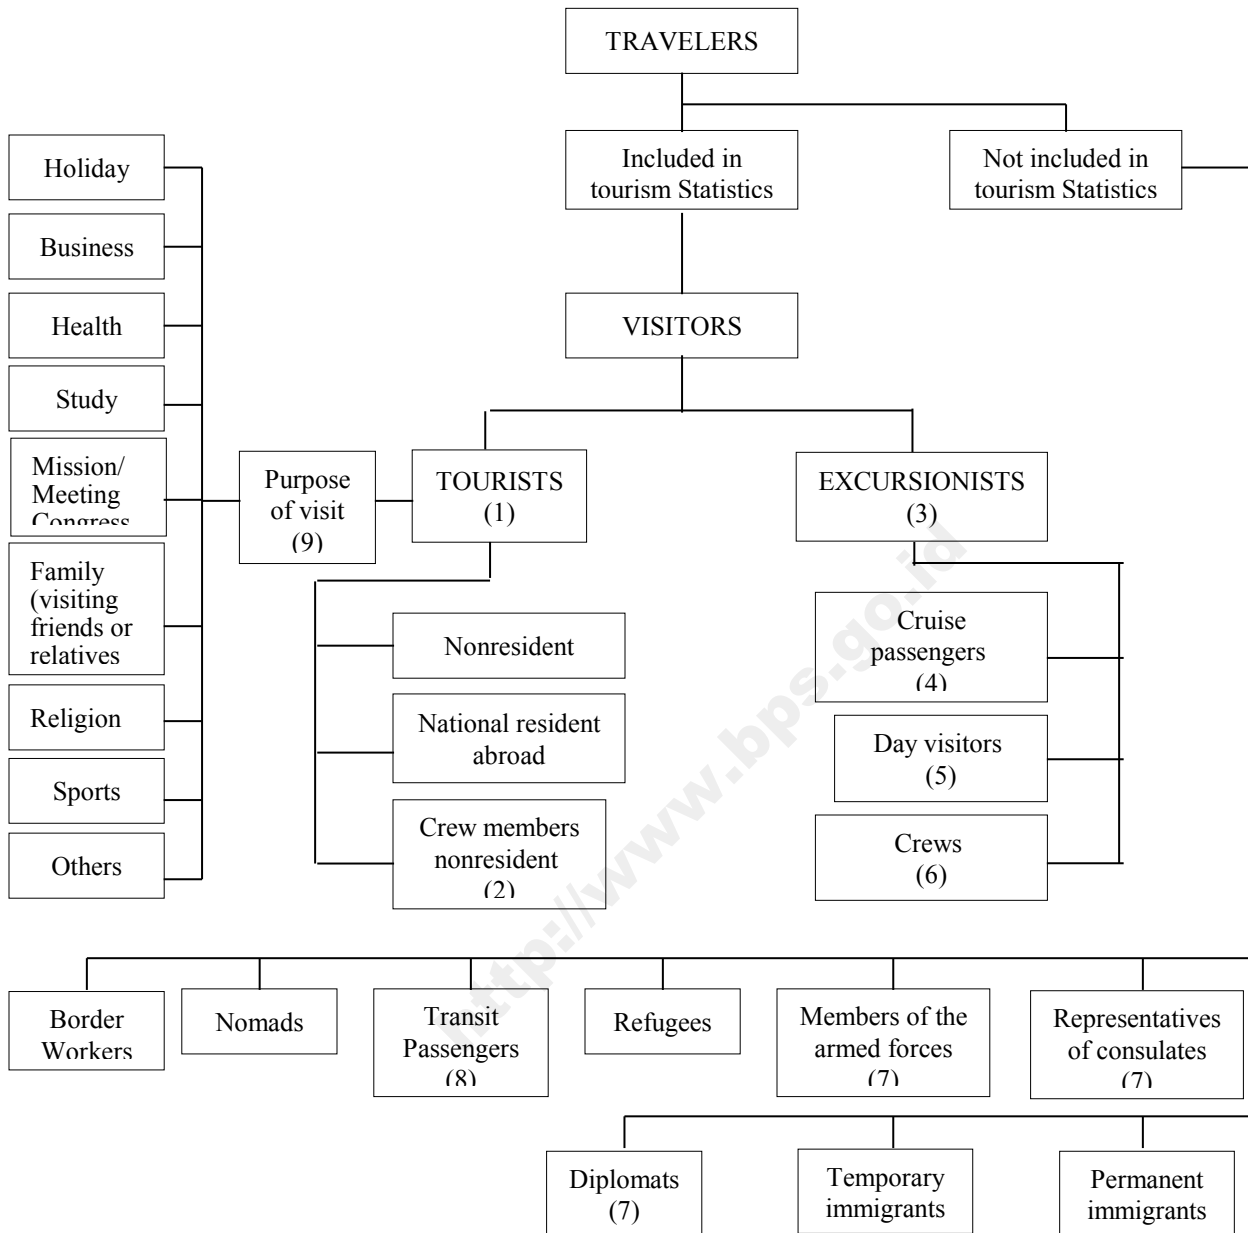 TRAVELERS
Included in
tourism Statistics
Not included in
tourism Statistics
VISITORS
Holiday
Business
Health
Study
Mission/
Meeting
Congress
Family
(visiting
friends or
relatives
Religion
Sports
Others
Purpose
of visit
(9)
TOURISTS
(1)
EXCURSIONISTS
(3)
Nonresident
National resident
abroad
Crew members
nonresident
(2)
Cruise
passengers
(4)
Day visitors
(5)
Crews
(6)
Border
Workers
Nomads
Transit
Passengers
(8)
Refugees
Members of the
armed forces
(7)
Representatives
of consulates
(7)
Diplomats
(7)
Temporary
immigrants
Permanent
immigrants
http://www.bps.go.id